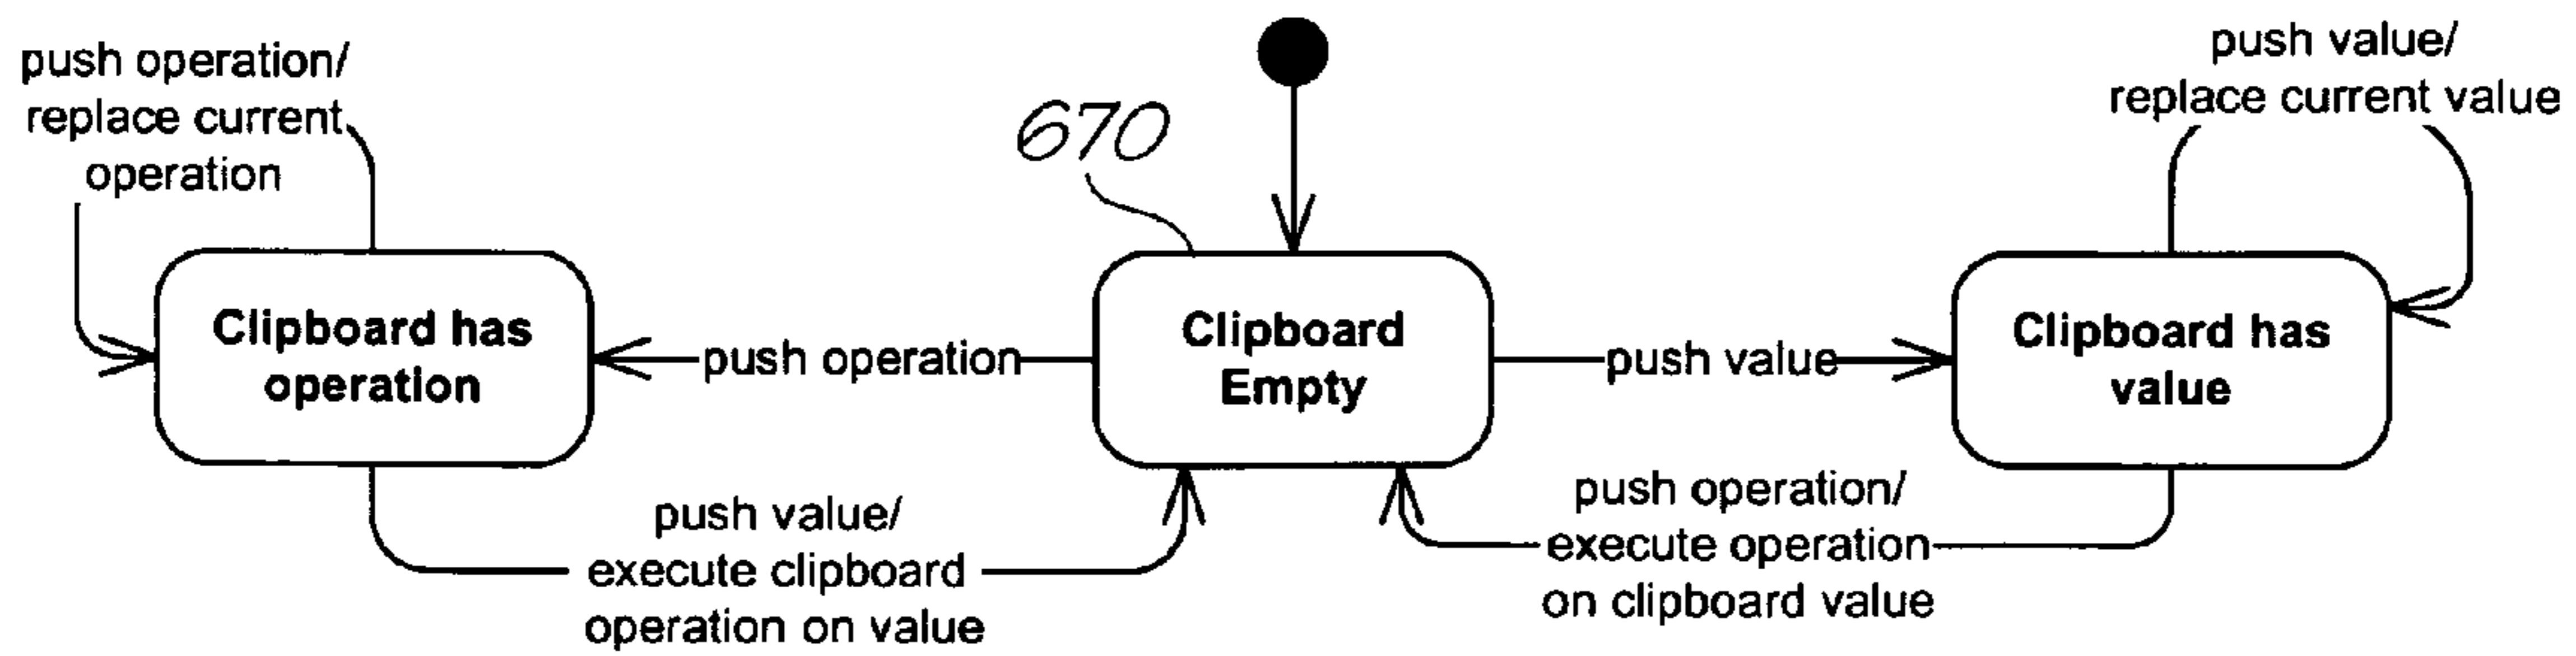 push operation/
replace current
operation
670
push value/
replace current value
Clipboard has
operation
push operation
Clipboard
Empty
push value
Clipboard has
value
push value/
execute clipboard
operation on value
push operation/
execute operation
on clipboard value